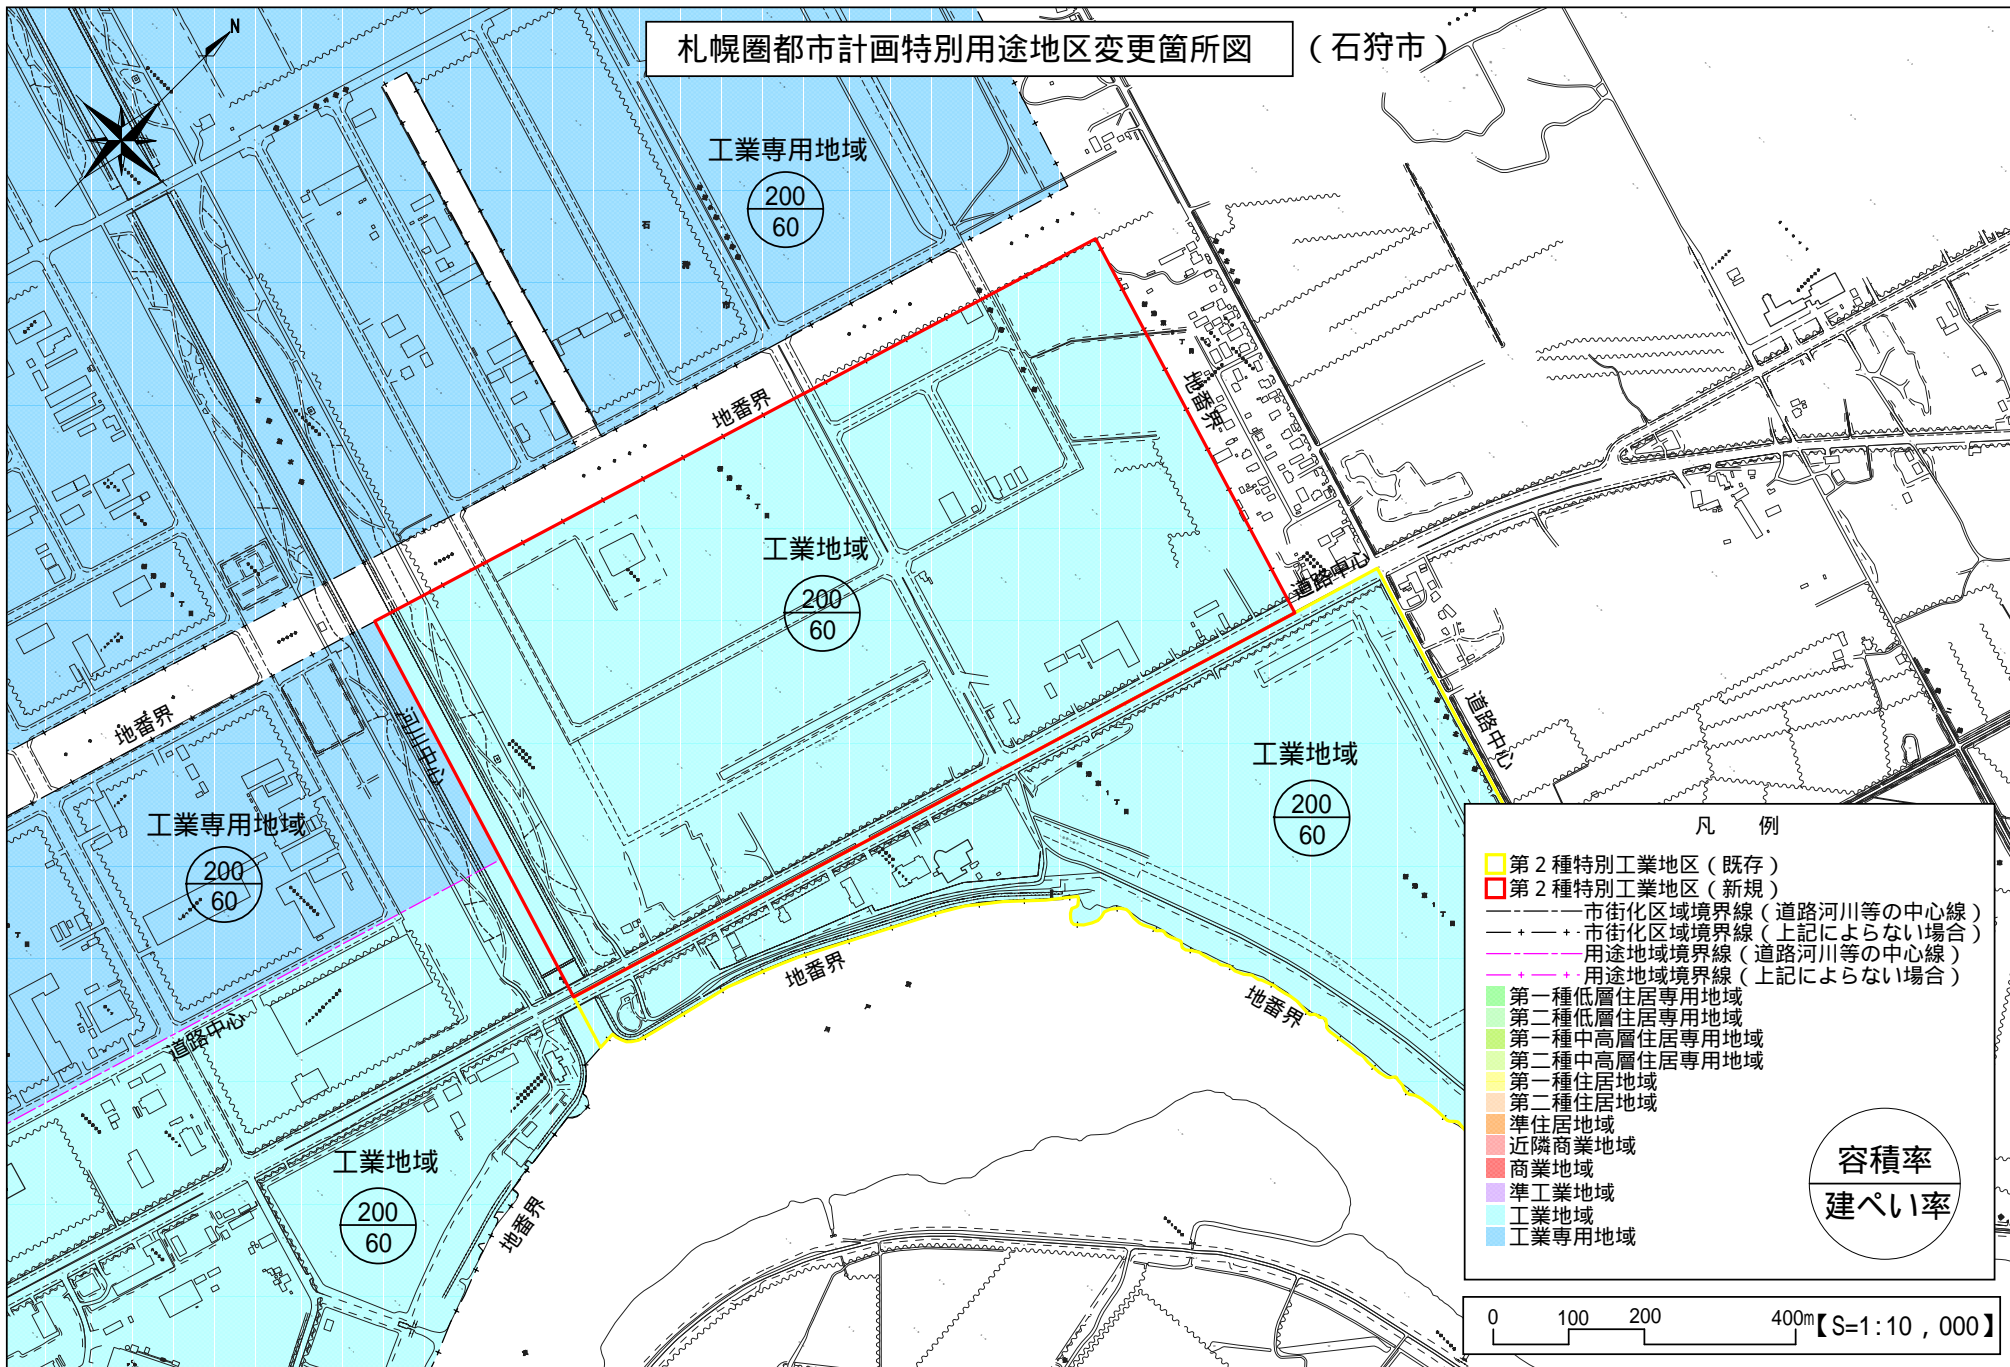 札幌圏都市計画特別用途地区変更箇所図
（石狩市）
N
工業専用地域
200
60
石
狩
市
地番界
地番界
工業地域
200
60
道路中心
地番界
河川中心
道路中心
工業地域
200
60
工業専用地域
200
60
地番界
地番界
道路中心
工業地域
200
60
地番界
凡　例
第２種特別工業地区（既存）
第２種特別工業地区（新規）
市街化区域境界線（道路河川等の中心線）
市街化区域境界線（上記によらない場合）
用途地域境界線（道路河川等の中心線）
用途地域境界線（上記によらない場合）
第一種低層住居専用地域
第二種低層住居専用地域
第一種中高層住居専用地域
第二種中高層住居専用地域
第一種住居地域
第二種住居地域
準住居地域
近隣商業地域
商業地域
準工業地域
工業地域
工業専用地域
容積率
建ぺい率
0 100 200 400m【S=1:10，000】